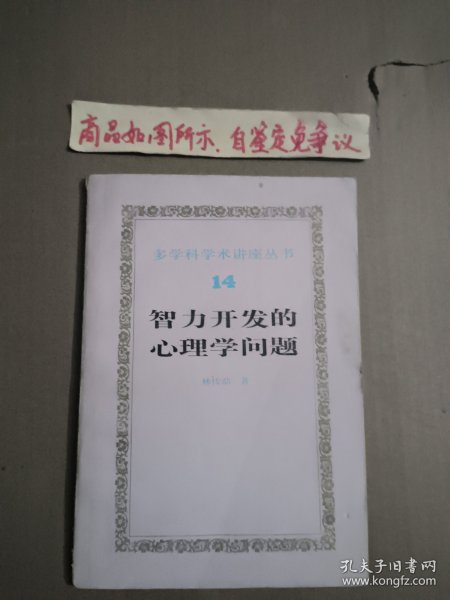 商品如图所示、自鉴定免争议
多学科学术讲座丛书
14
智力开发的
心理学问题
著
孔夫子旧书网
www.kongfz.com